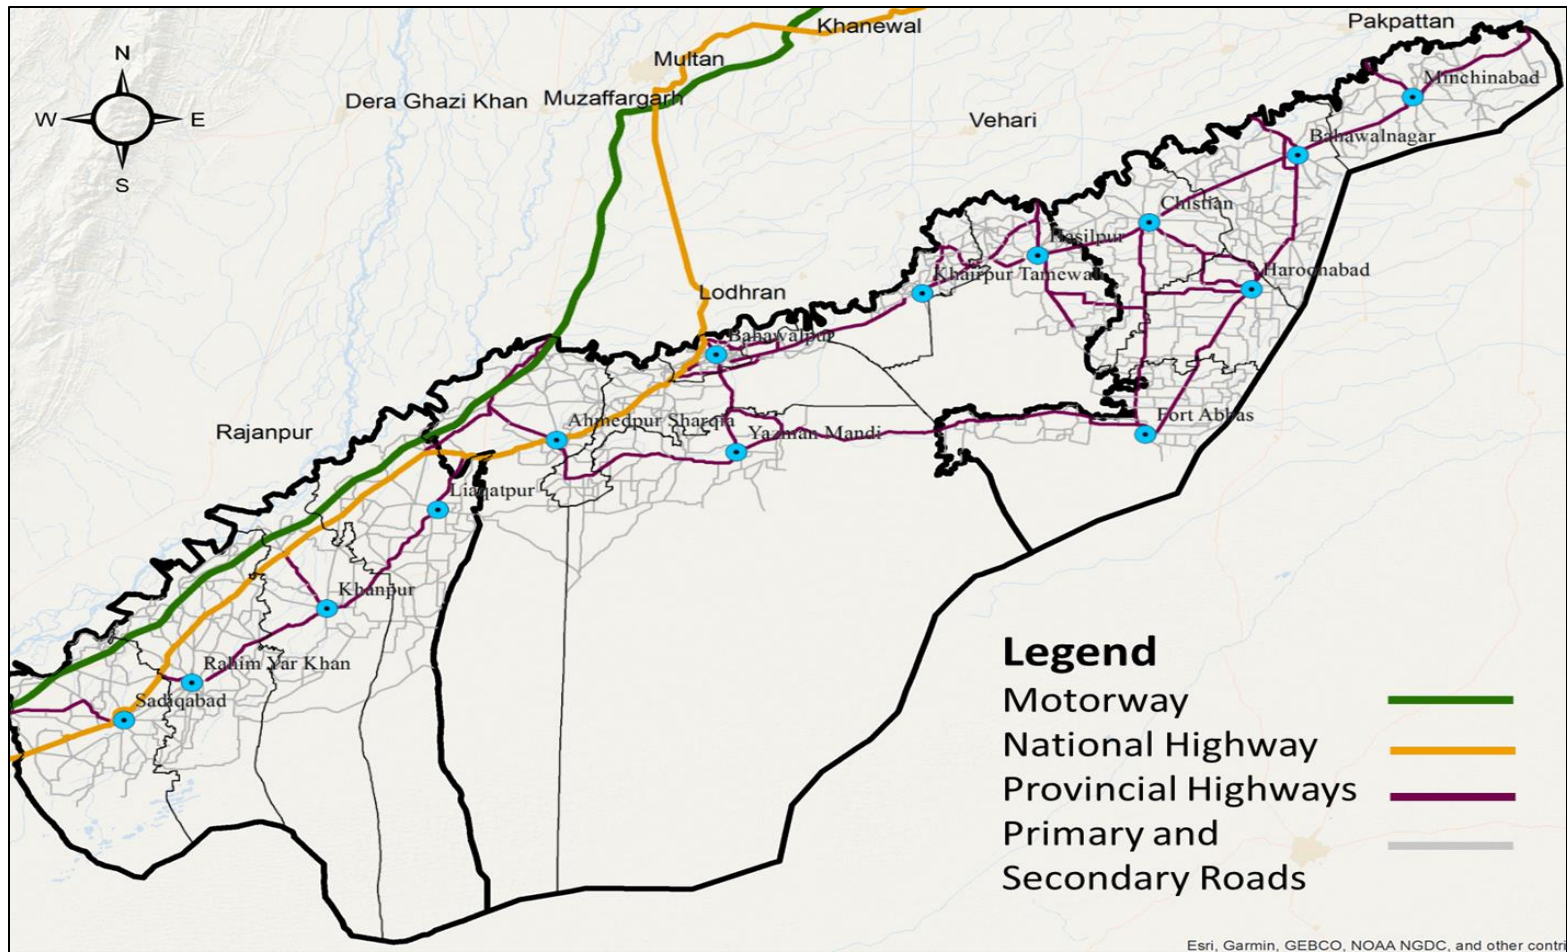 Pakpattan
Khanewal
N
Multan
Minchinabad
Dera Ghazi Khan
Muzaffargarh
W
E
Vehari
Bahawalnagar
S
Chistian
Hasilpur
Khairpur Tamewali
Haroonabad
Lodhran
Bahawalpur
Fort Abbas
Ahmedpur Sharqia
Yazman Mandi
Rajanpur
Liaqatpur
Khanpur
Rahim Yar Khan
Sadiqabad
Legend
Motorway
National Highway
Provincial Highways
Primary and
Secondary Roads
Esri, Garmin, GEBCO, NOAA NGDC, and other contri